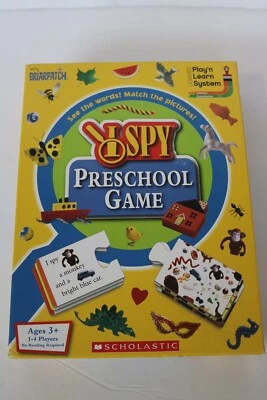 BRIARPATCH
Play'n
Learn
System
See the words! Match the pictures!
I SPY
PRESCHOOL
GAME
I spy
a monkey
and a
bright blue car.
Ages 3+
1-4 Players
No Reading Required
SCHOLASTIC